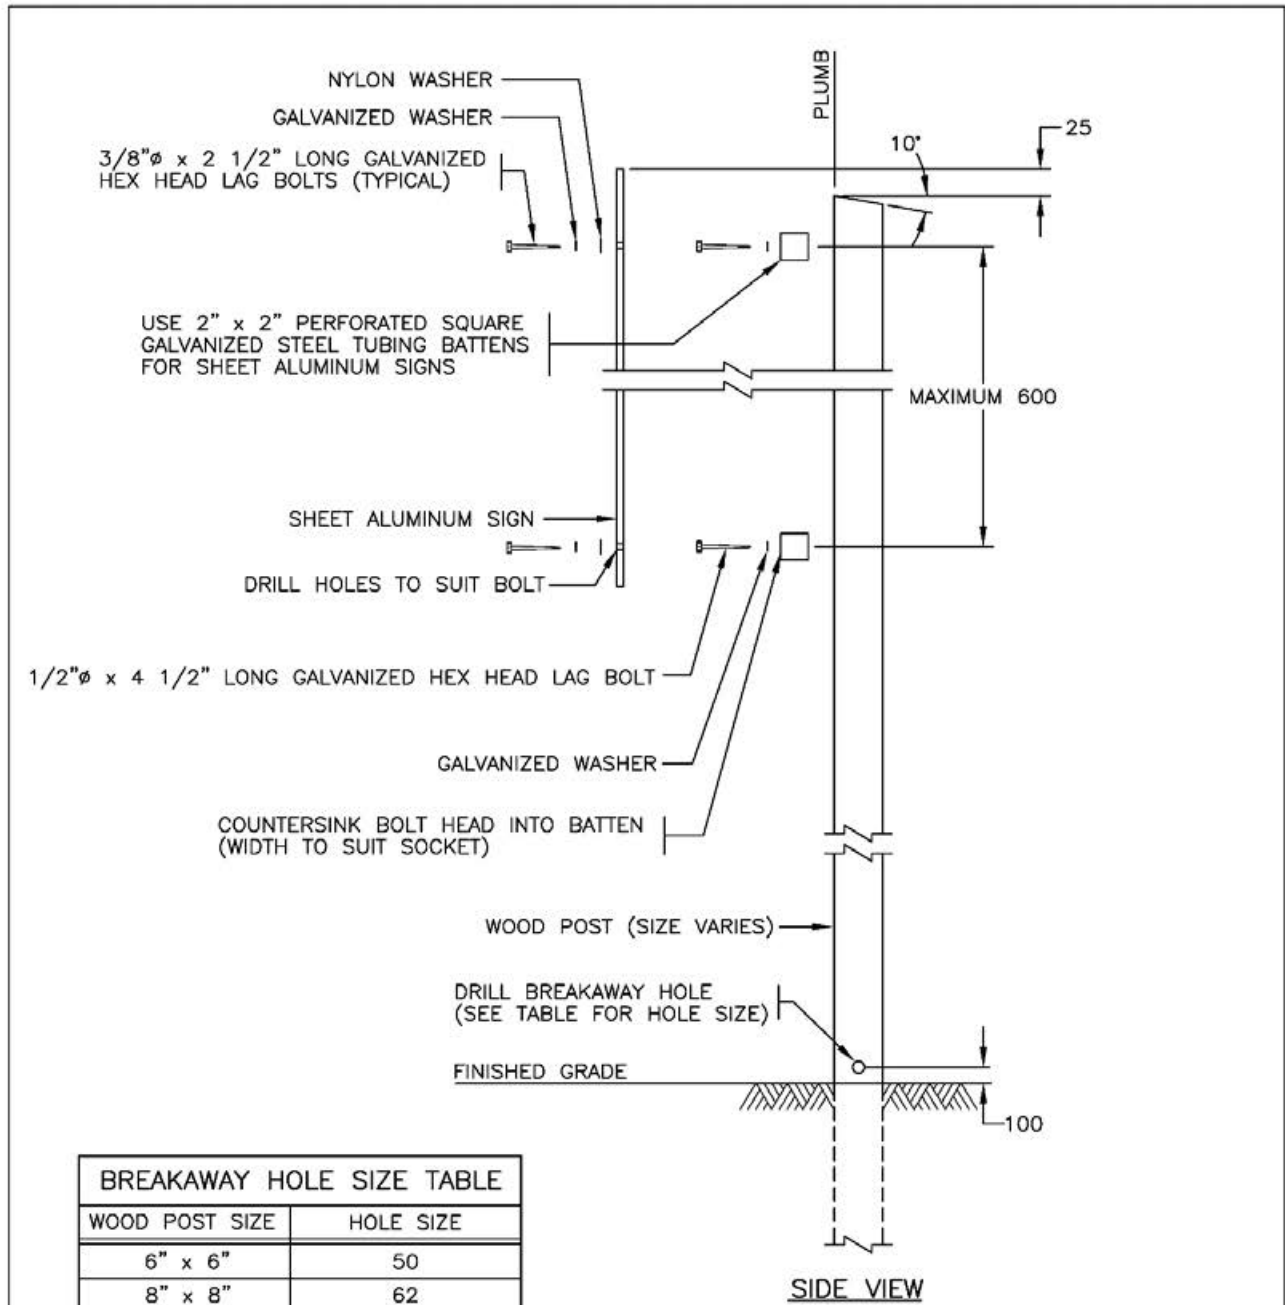 PLUMB
NYLON WASHER
GALVANIZED WASHER
3/8"ø x 2 1/2" LONG GALVANIZED
HEX HEAD LAG BOLTS (TYPICAL)
10°
25
USE 2" x 2" PERFORATED SQUARE
GALVANIZED STEEL TUBING BATTENS
FOR SHEET ALUMINUM SIGNS
MAXIMUM 600
SHEET ALUMINUM SIGN
DRILL HOLES TO SUIT BOLT
1/2"ø x 4 1/2" LONG GALVANIZED HEX HEAD LAG BOLT
GALVANIZED WASHER
COUNTERSINK BOLT HEAD INTO BATTEN
(WIDTH TO SUIT SOCKET)
WOOD POST (SIZE VARIES)
DRILL BREAKAWAY HOLE
(SEE TABLE FOR HOLE SIZE)
FINISHED GRADE
100
BREAKAWAY HOLE SIZE TABLE
WOOD POST SIZE HOLE SIZE
6" x 6" 50
8" x 8" 62
SIDE VIEW